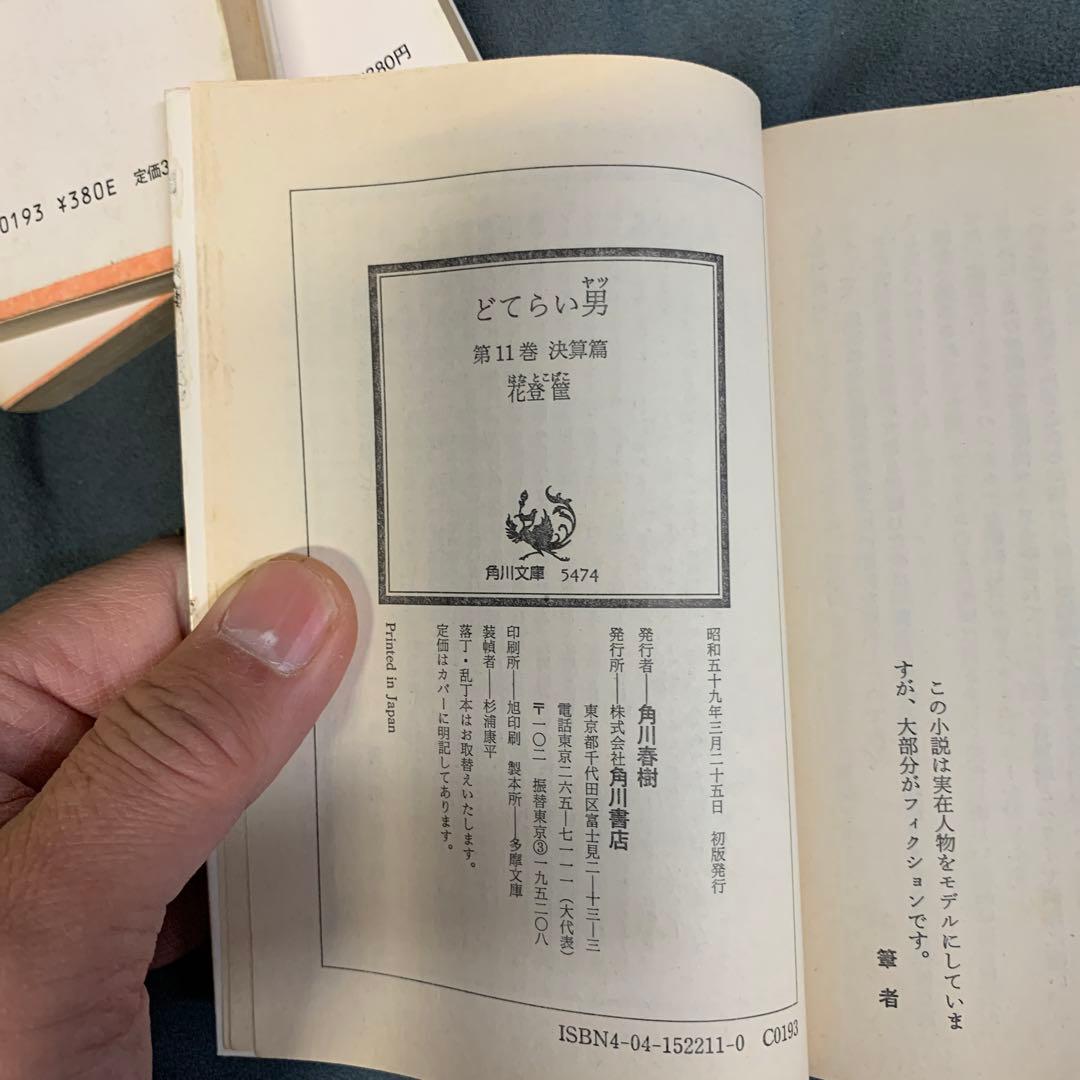 280円
0193 ¥380E 定価3
この小説は実在人物をモデルにしていま
すが、大部分がフィクションです。
筆者
ヤツ
どてらい男
第11巻 決算篇
はなとこばこ
花登筐
角川文庫 5474
昭和五十九年三月二十五日 初版発行
発行者―角川春樹
発行所―株式会社角川書店
東京都千代田区富士見二―十三―三
電話東京二六五―七一一一(大代表)
〒一〇二 振替東京③一九五二〇八
印刷所―旭印刷 製本所―多摩文庫
装幀者―杉浦康平
落丁・乱丁本はお取替えいたします。
定価はカバーに明記してあります。
Printed in Japan
ISBN4-04-152211-0 C0193